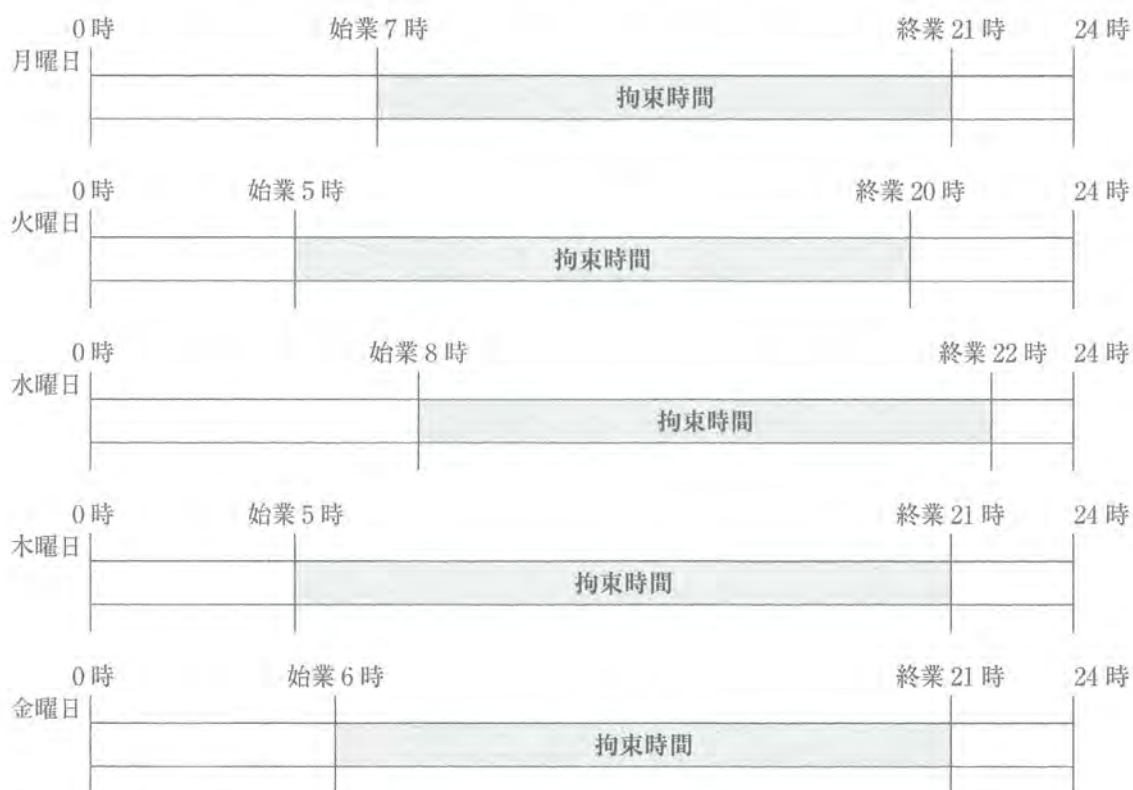 0時 始業7時 終業21時 24時
月曜日
拘束時間
0時 始業5時 終業20時 24時
火曜日
拘束時間
0時 始業8時 終業22時 24時
水曜日
拘束時間
0時 始業5時 終業21時 24時
木曜日
拘束時間
0時 始業6時 終業21時 24時
金曜日
拘束時間